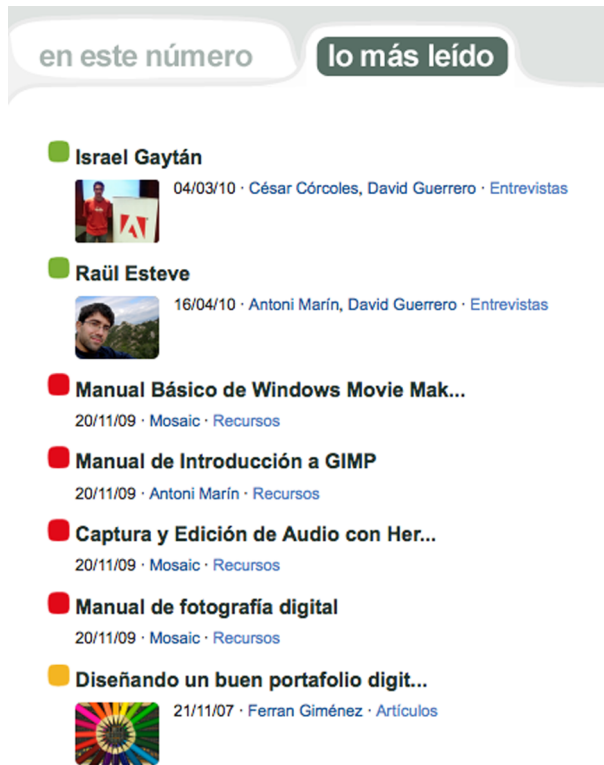 en este número
lo más leído
Israel Gaytán
04/03/10 · César Córcoles, David Guerrero · Entrevistas
Raül Esteve
16/04/10 · Antoni Marín, David Guerrero · Entrevistas
Manual Básico de Windows Movie Mak...
20/11/09 · Mosaic · Recursos
Manual de Introducción a GIMP
20/11/09 · Antoni Marín · Recursos
Captura y Edición de Audio con Her...
20/11/09 · Mosaic · Recursos
Manual de fotografía digital
20/11/09 · Mosaic · Recursos
Diseñando un buen portafolio digit...
21/11/07 · Ferran Giménez · Artículos